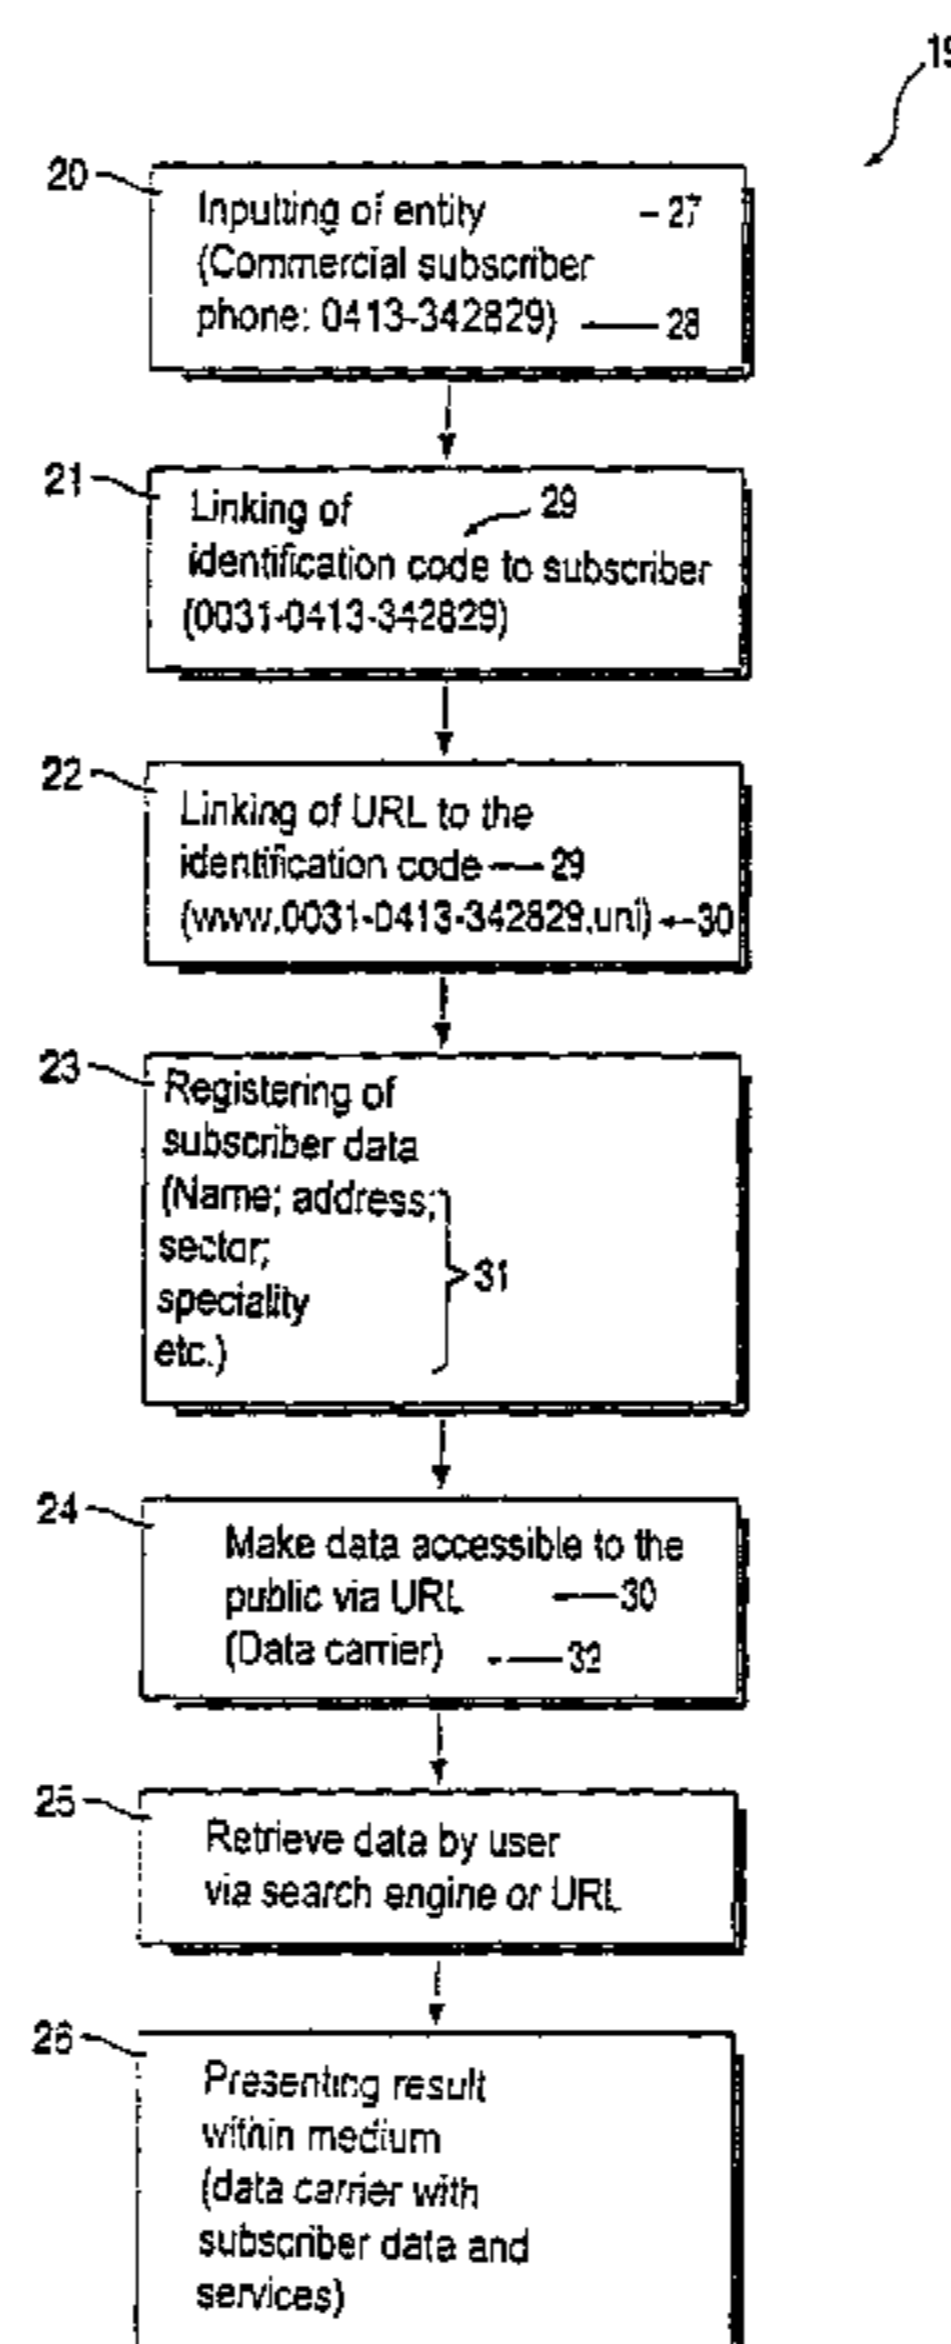 19
20
Inputting of entity - 27
(Commercial subscriber
phone: 0413-342829) 28
21
Linking of 29
identification code to subscriber
(0031-0413-342829)
22
Linking of URL to the
identification code 29
(www.0031-0413-342829.uni) 30
23
Registering of
subscriber data
(Name; address;
sector; 31
speciality
etc.)
24
Make data accessible to the
public via URL 30
(Data carrier) 32
25
Retrieve data by user
via search engine or URL
26
Presenting result
within medium
(data carrier with
subscriber data and
services)